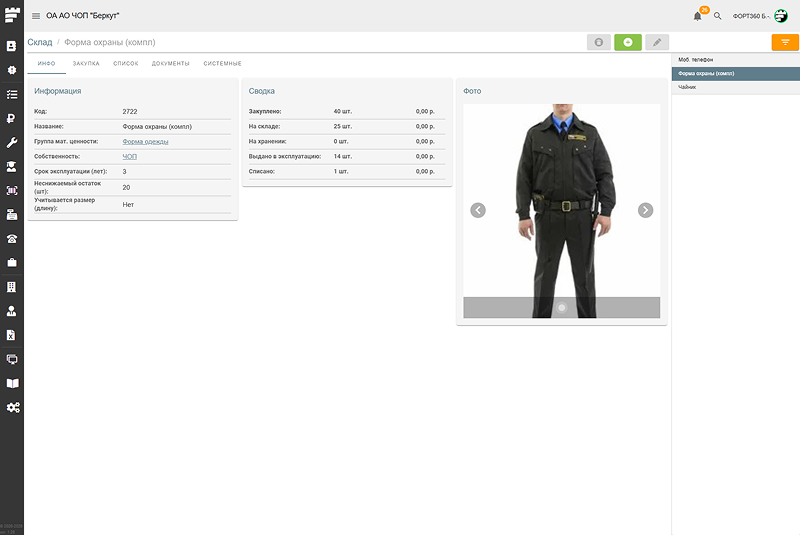 ОА АО ЧОП "Беркут"
26
ФОРТ360 Б.-.
Склад / Форма охраны (компл)
ИНФО ЗАКУПКА СПИСОК ДОКУМЕНТЫ СИСТЕМНЫЕ
Информация
Код: 2722
Название: Форма охраны (компл)
Группа мат. ценности: Форма одежды
Собственность: ЧОП
Срок эксплуатации (лет): 3
Неснижаемый остаток (шт): 20
Учитывается размер (длину): Нет
Сводка
Закуплено: 40 шт. 0,00 р.
На складе: 25 шт. 0,00 р.
На хранении: 0 шт. 0,00 р.
Выдано в эксплуатацию: 14 шт. 0,00 р.
Списано: 1 шт. 0,00 р.
Фото
Моб. телефон
Форма охраны (компл)
Чайник